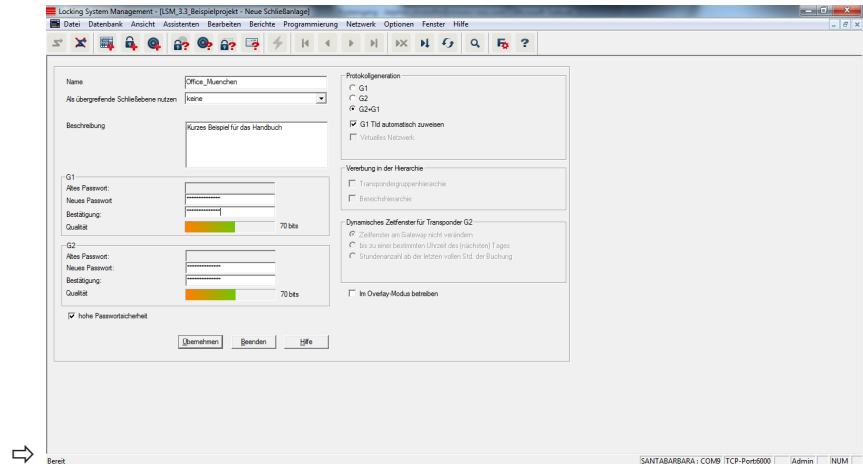 Locking System Management - [LSM_3.3_Beispielprojekt - Neue Schließanlage]
Datei Datenbank Ansicht Assistenten Bearbeiten Berichte Programmierung Netzwerk Optionen Fenster Hilfe
Name
Office_Muenchen
Als übergreifende Schließebene nutzen
keine
Beschreibung
Kurzes Beispiel für das Handbuch
G1
Altes Passwort:
Neues Passwort
**************
Bestätigung:
**************
Qualität
70 bits
G2
Altes Passwort:
Neues Passwort:
**************
Bestätigung:
**************
Qualität
70 bits
hohe Passwortsicherheit
Übernehmen
Beenden
Hilfe
Protokollgeneration
G1
G2
G2+G1
G1 TId automatisch zuweisen
Virtuelles Netzwerk
Vererbung in der Hierarchie
Transpondergruppenhierarchie
Bereichshierarchie
Dynamisches Zeitfenster für Transponder G2
Zeitfenster am Gateway nicht verändern
bis zu einer bestimmten Uhrzeit des (nächsten) Tages
Stundenanzahl ab der letzten vollen Std. der Buchung
Im Overlay-Modus betreiben
Bereit
SANTABARBARA : COM9 TCP-Port:6000 Admin NUM